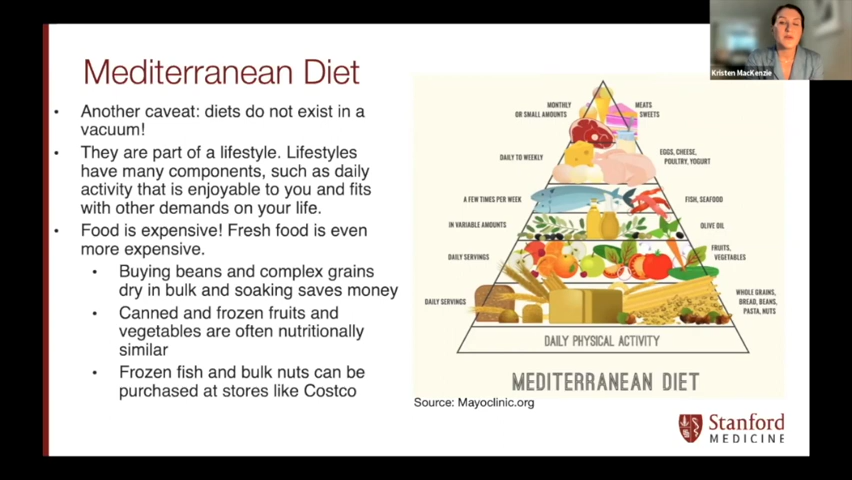 Kristen MacKenzie
Mediterranean Diet
• Another caveat: diets do not exist in a
vacuum!
• They are part of a lifestyle. Lifestyles
have many components, such as daily
activity that is enjoyable to you and fits
with other demands on your life.
• Food is expensive! Fresh food is even
more expensive.
• Buying beans and complex grains
dry in bulk and soaking saves money
• Canned and frozen fruits and
vegetables are often nutritionally
similar
• Frozen fish and bulk nuts can be
purchased at stores like Costco
MONTHLY
OR SMALL AMOUNTS
MEATS
SWEETS
DAILY TO WEEKLY
EGGS, CHEESE,
POULTRY, YOGURT
A FEW TIMES PER WEEK
FISH, SEAFOOD
IN VARIABLE AMOUNTS
OLIVE OIL
DAILY SERVINGS
FRUITS,
VEGETABLES
DAILY SERVINGS
WHOLE GRAINS,
BREAD, BEANS,
PASTA, NUTS
DAILY PHYSICAL ACTIVITY
MEDITERRANEAN DIET
Source: Mayoclinic.org
Stanford
MEDICINE